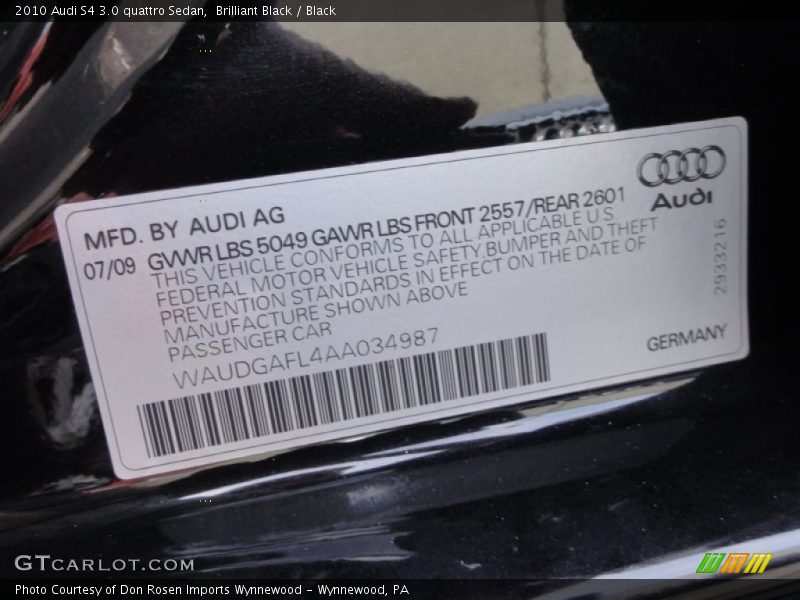 2010 Audi S4 3.0 quattro Sedan, Brilliant Black / Black
MFD. BY AUDI AG
07/09 GVWR LBS 5049 GAWR LBS FRONT 2557/REAR 2601
THIS VEHICLE CONFORMS TO ALL APPLICABLE U.S.
FEDERAL MOTOR VEHICLE SAFETY,BUMPER AND THEFT
PREVENTION STANDARDS IN EFFECT ON THE DATE OF
MANUFACTURE SHOWN ABOVE
PASSENGER CAR
WAUDGAFL4AA034987
Audi
2933216
GERMANY
GTCARLOT.COM
Photo Courtesy of Don Rosen Imports Wynnewood – Wynnewood, PA